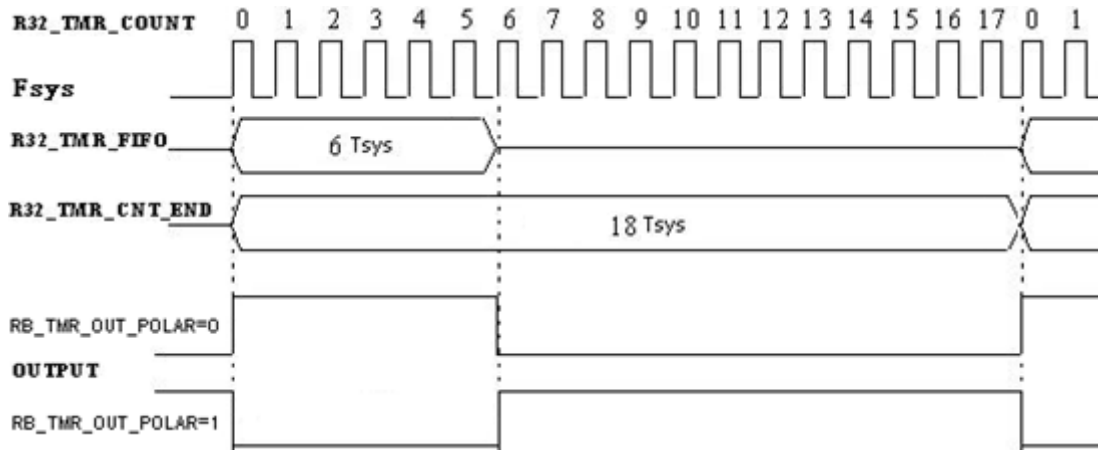 R32_TMR_COUNT 0 1 2 3 4 5 6 7 8 9 10 11 12 13 14 15 16 17 0 1
Fsys
R32_TMR_FIFO 6 Tsys
R32_TMR_CNT_END 18 Tsys
RB_TMR_OUT_POLAR=0
OUTPUT
RB_TMR_OUT_POLAR=1